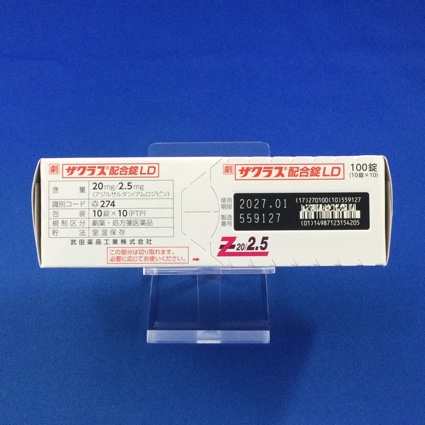 劇 ザクラス®配合錠LD
含量 20mg/2.5mg
(アジルサルタン/アムロジピン)
識別コード 274
包装 10錠×10(PTP)
規制区分 劇薬・処方箋医薬品
貯法 室温保存
武田薬品工業株式会社
この部分は切り取れます。
必要に応じてお使いください。
劇 ザクラス®配合錠LD 100錠
(10錠×10)
使用期限 2027.01
製造番号 559127
(17)270100(10)559127
(01)14987123154205
Z20/2.5